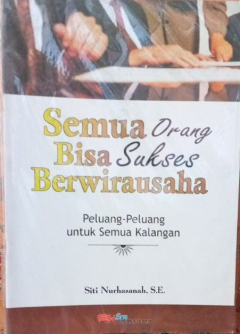 Semua Orang
Bisa Sukses
Berwirausaha
Peluang-Peluang
untuk Semua Kalangan
Siti Nurhasanah, S.E.